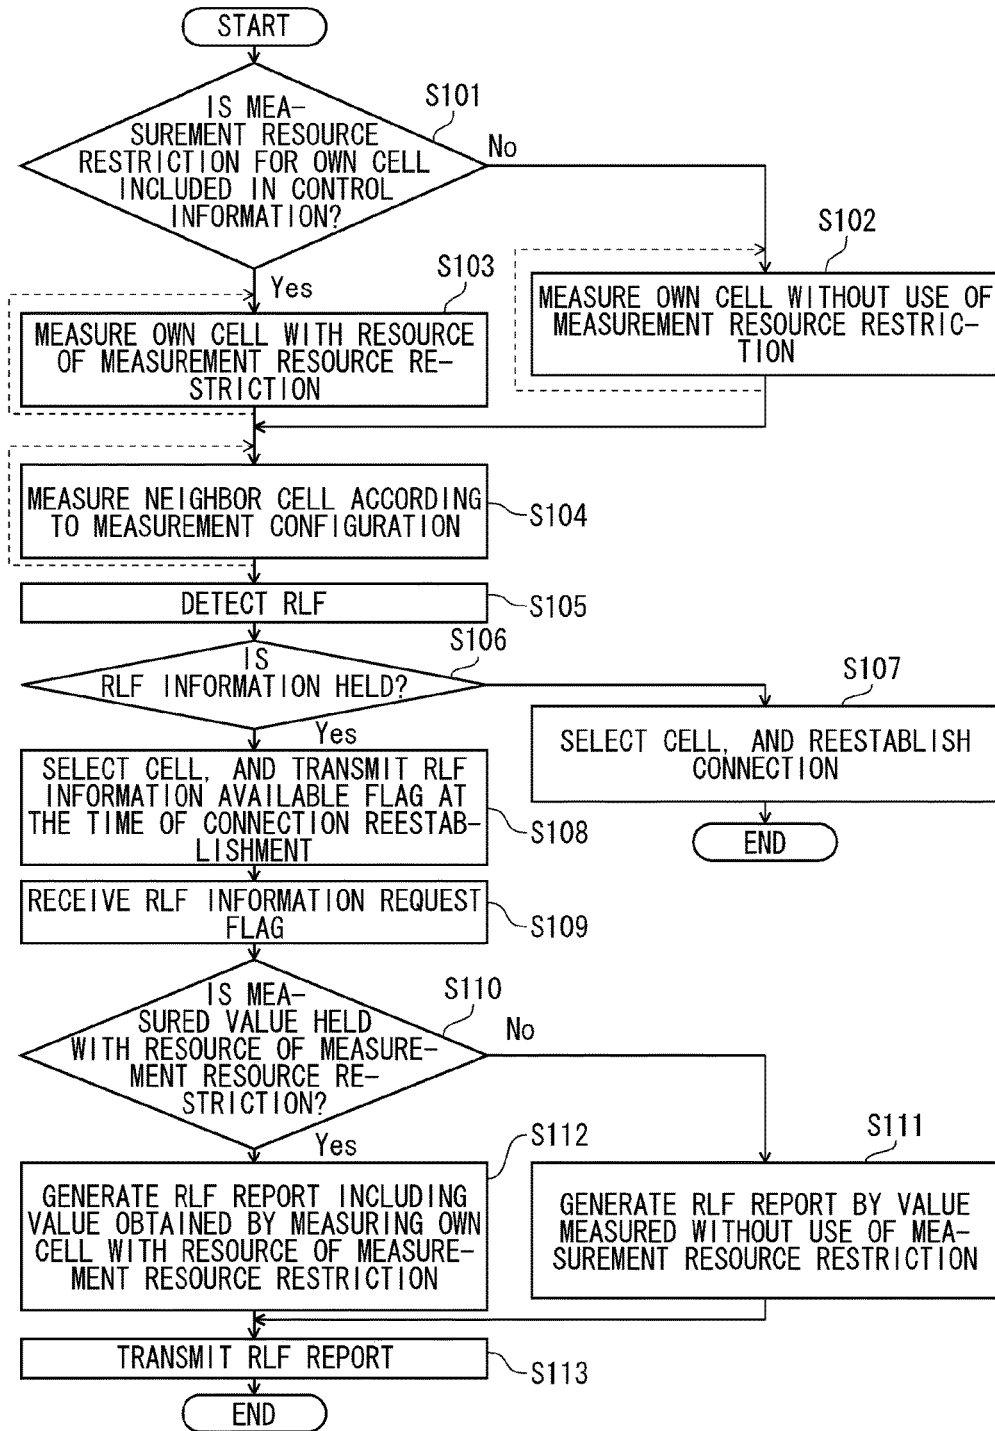 START
IS MEA-
SUREMENT RESOURCE
RESTRICTION FOR OWN CELL
INCLUDED IN CONTROL
INFORMATION?
S101
No
Yes
S102
MEASURE OWN CELL WITHOUT USE OF
MEASUREMENT RESOURCE RESTRIC-
TION
S103
MEASURE OWN CELL WITH RESOURCE
OF MEASUREMENT RESOURCE RE-
STRICTION
MEASURE NEIGHBOR CELL ACCORDING
TO MEASUREMENT CONFIGURATION
S104
DETECT RLF
S105
IS
RLF INFORMATION HELD?
S106
Yes
S107
SELECT CELL, AND REESTABLISH
CONNECTION
END
SELECT CELL, AND TRANSMIT RLF
INFORMATION AVAILABLE FLAG AT
THE TIME OF CONNECTION REESTAB-
LISHMENT
S108
RECEIVE RLF INFORMATION REQUEST
FLAG
S109
IS MEA-
SURED VALUE HELD
WITH RESOURCE OF MEASURE-
MENT RESOURCE RE-
STRICTION?
S110
No
Yes
S111
GENERATE RLF REPORT BY VALUE
MEASURED WITHOUT USE OF MEA-
SUREMENT RESOURCE RESTRICTION
S112
GENERATE RLF REPORT INCLUDING
VALUE OBTAINED BY MEASURING OWN
CELL WITH RESOURCE OF MEASURE-
MENT RESOURCE RESTRICTION
TRANSMIT RLF REPORT
S113
END